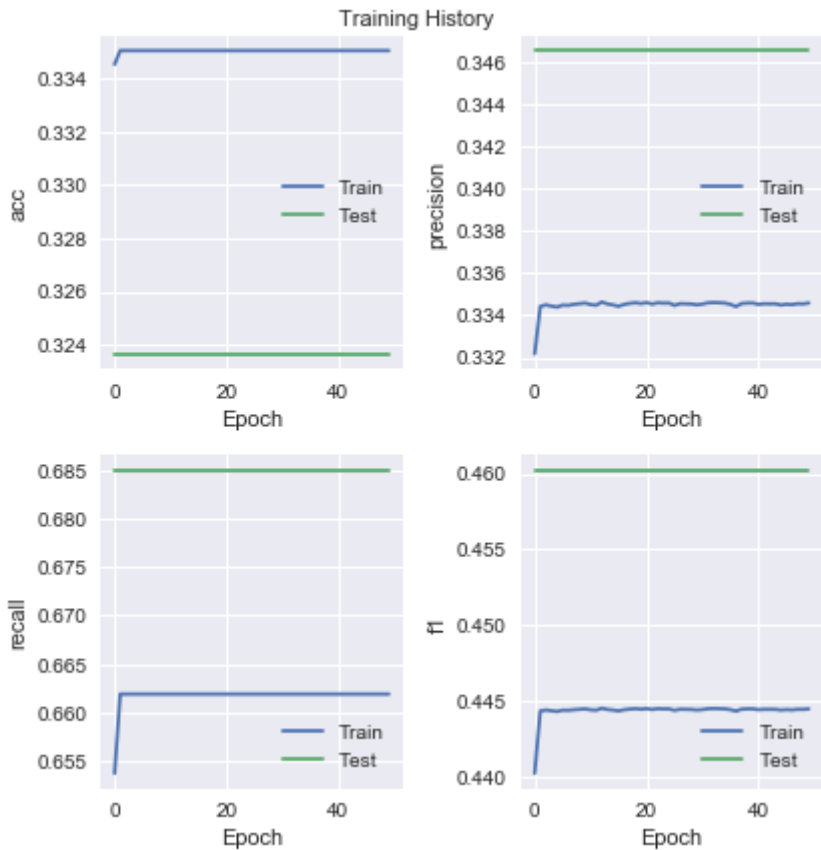 Training History
acc
0.334
0.332
0.330
0.328
0.326
0.324
Train
Test
0 20 40
Epoch
precision
0.346
0.344
0.342
0.340
0.338
0.336
0.334
0.332
Train
Test
0 20 40
Epoch
recall
0.685
0.680
0.675
0.670
0.665
0.660
0.655
Train
Test
0 20 40
Epoch
f1
0.460
0.455
0.450
0.445
0.440
Train
Test
0 20 40
Epoch